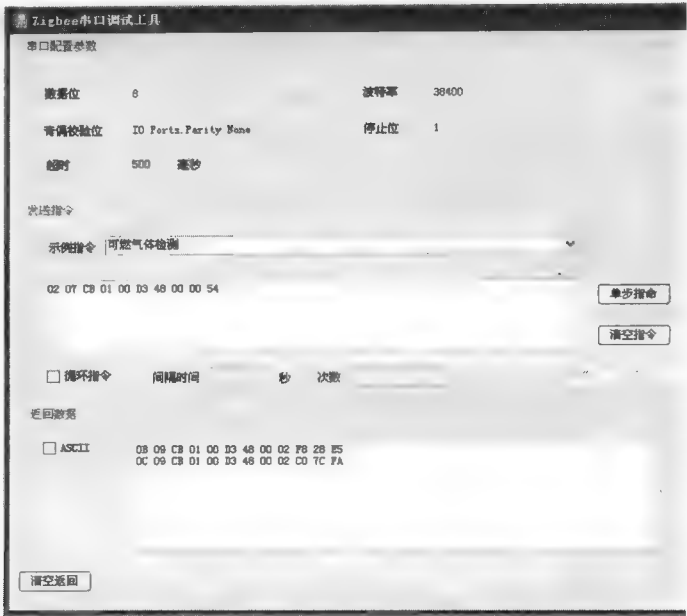 Zigbee串口调试工具
串口配置参数
数据位 8 波特率 38400
奇偶校验位 IO Ports.Parity None 停止位 1
超时 500 毫秒
发送指令
示例指令 可燃气体检测
02 07 CB 01 00 D3 48 00 00 54
单步指命
清空指令
循环指令 间隔时间 秒 次数
返回数据
ASCII 0B 09 CB 01 00 D3 48 00 02 F8 28 E5
0C 09 CB 01 00 D3 48 00 02 C0 7C FA
清空返回